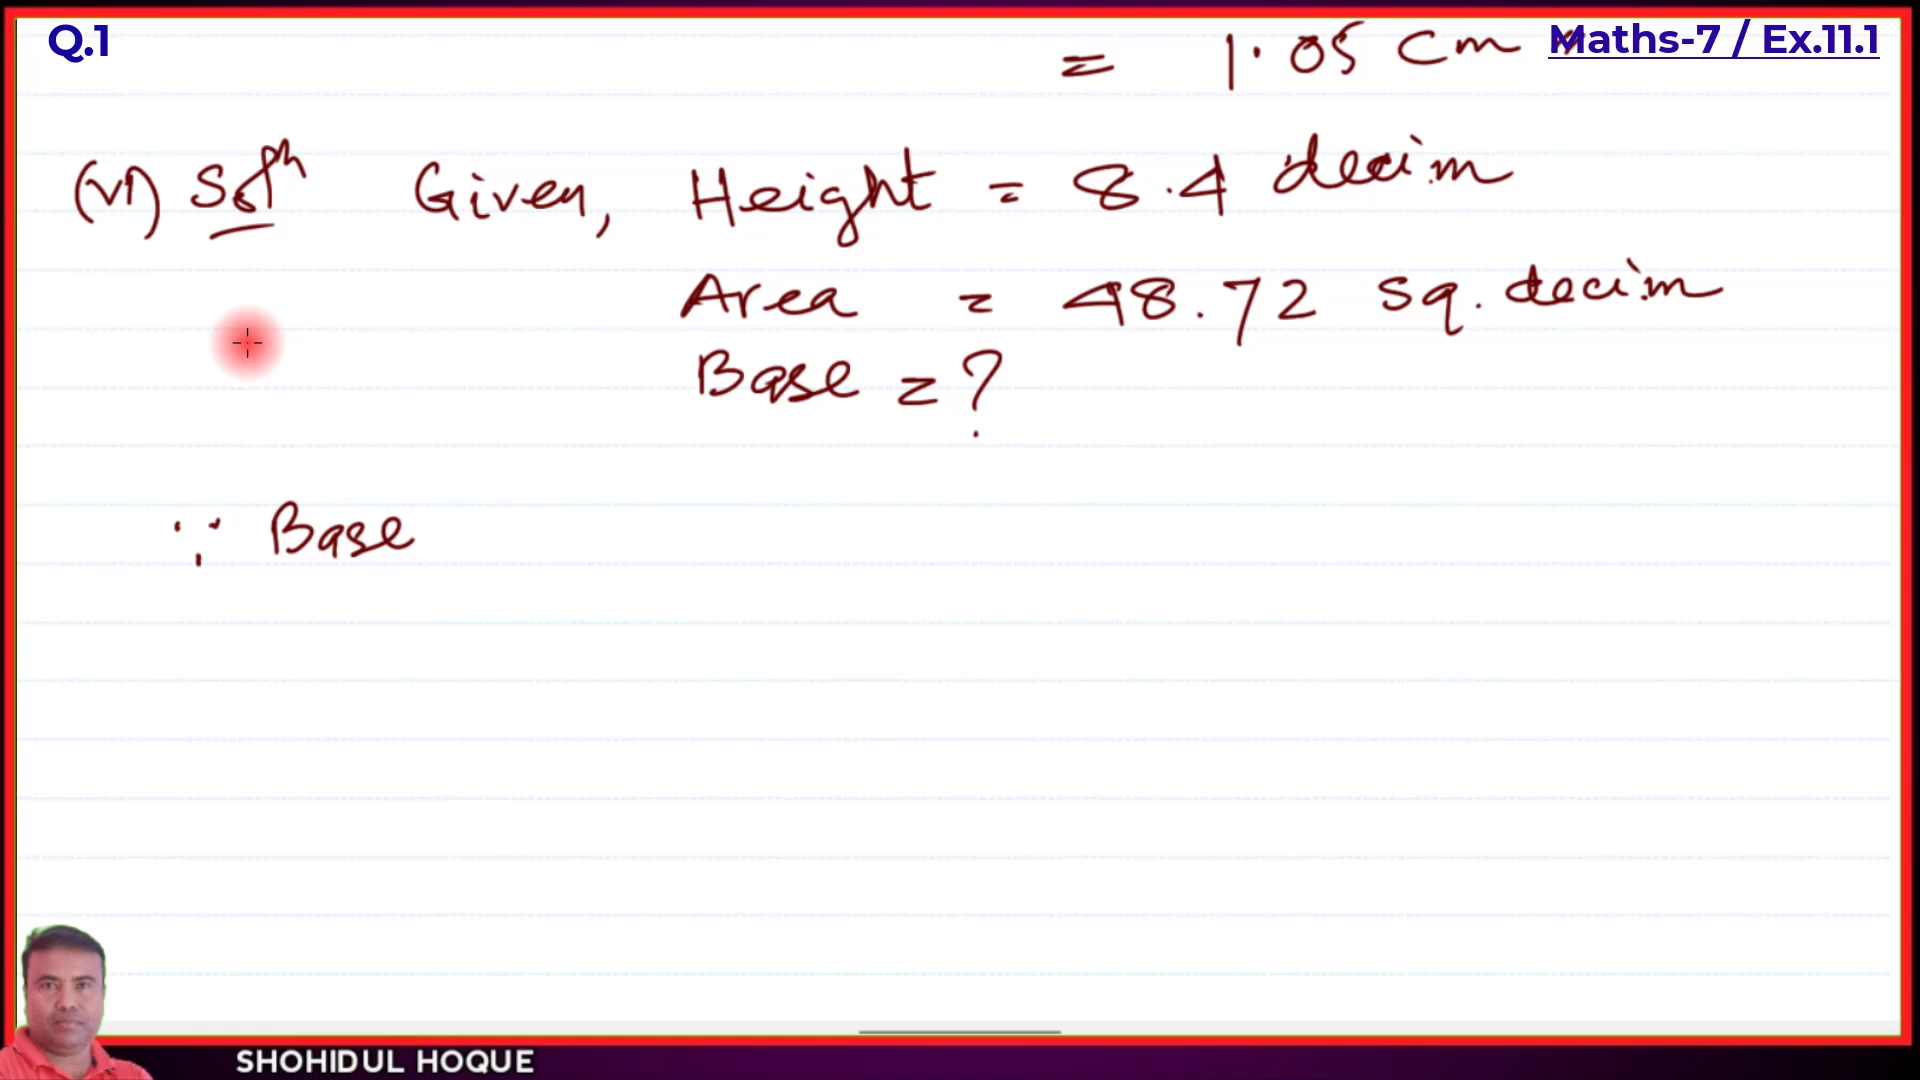 Q.1
Maths-7 / Ex.11.1
= 1.05 cm
(vi) Soln Given, Height = 8.4 decim
Area = 48.72 sq. decim
Base = ?
∵ Base
SHOHIDUL HOQUE